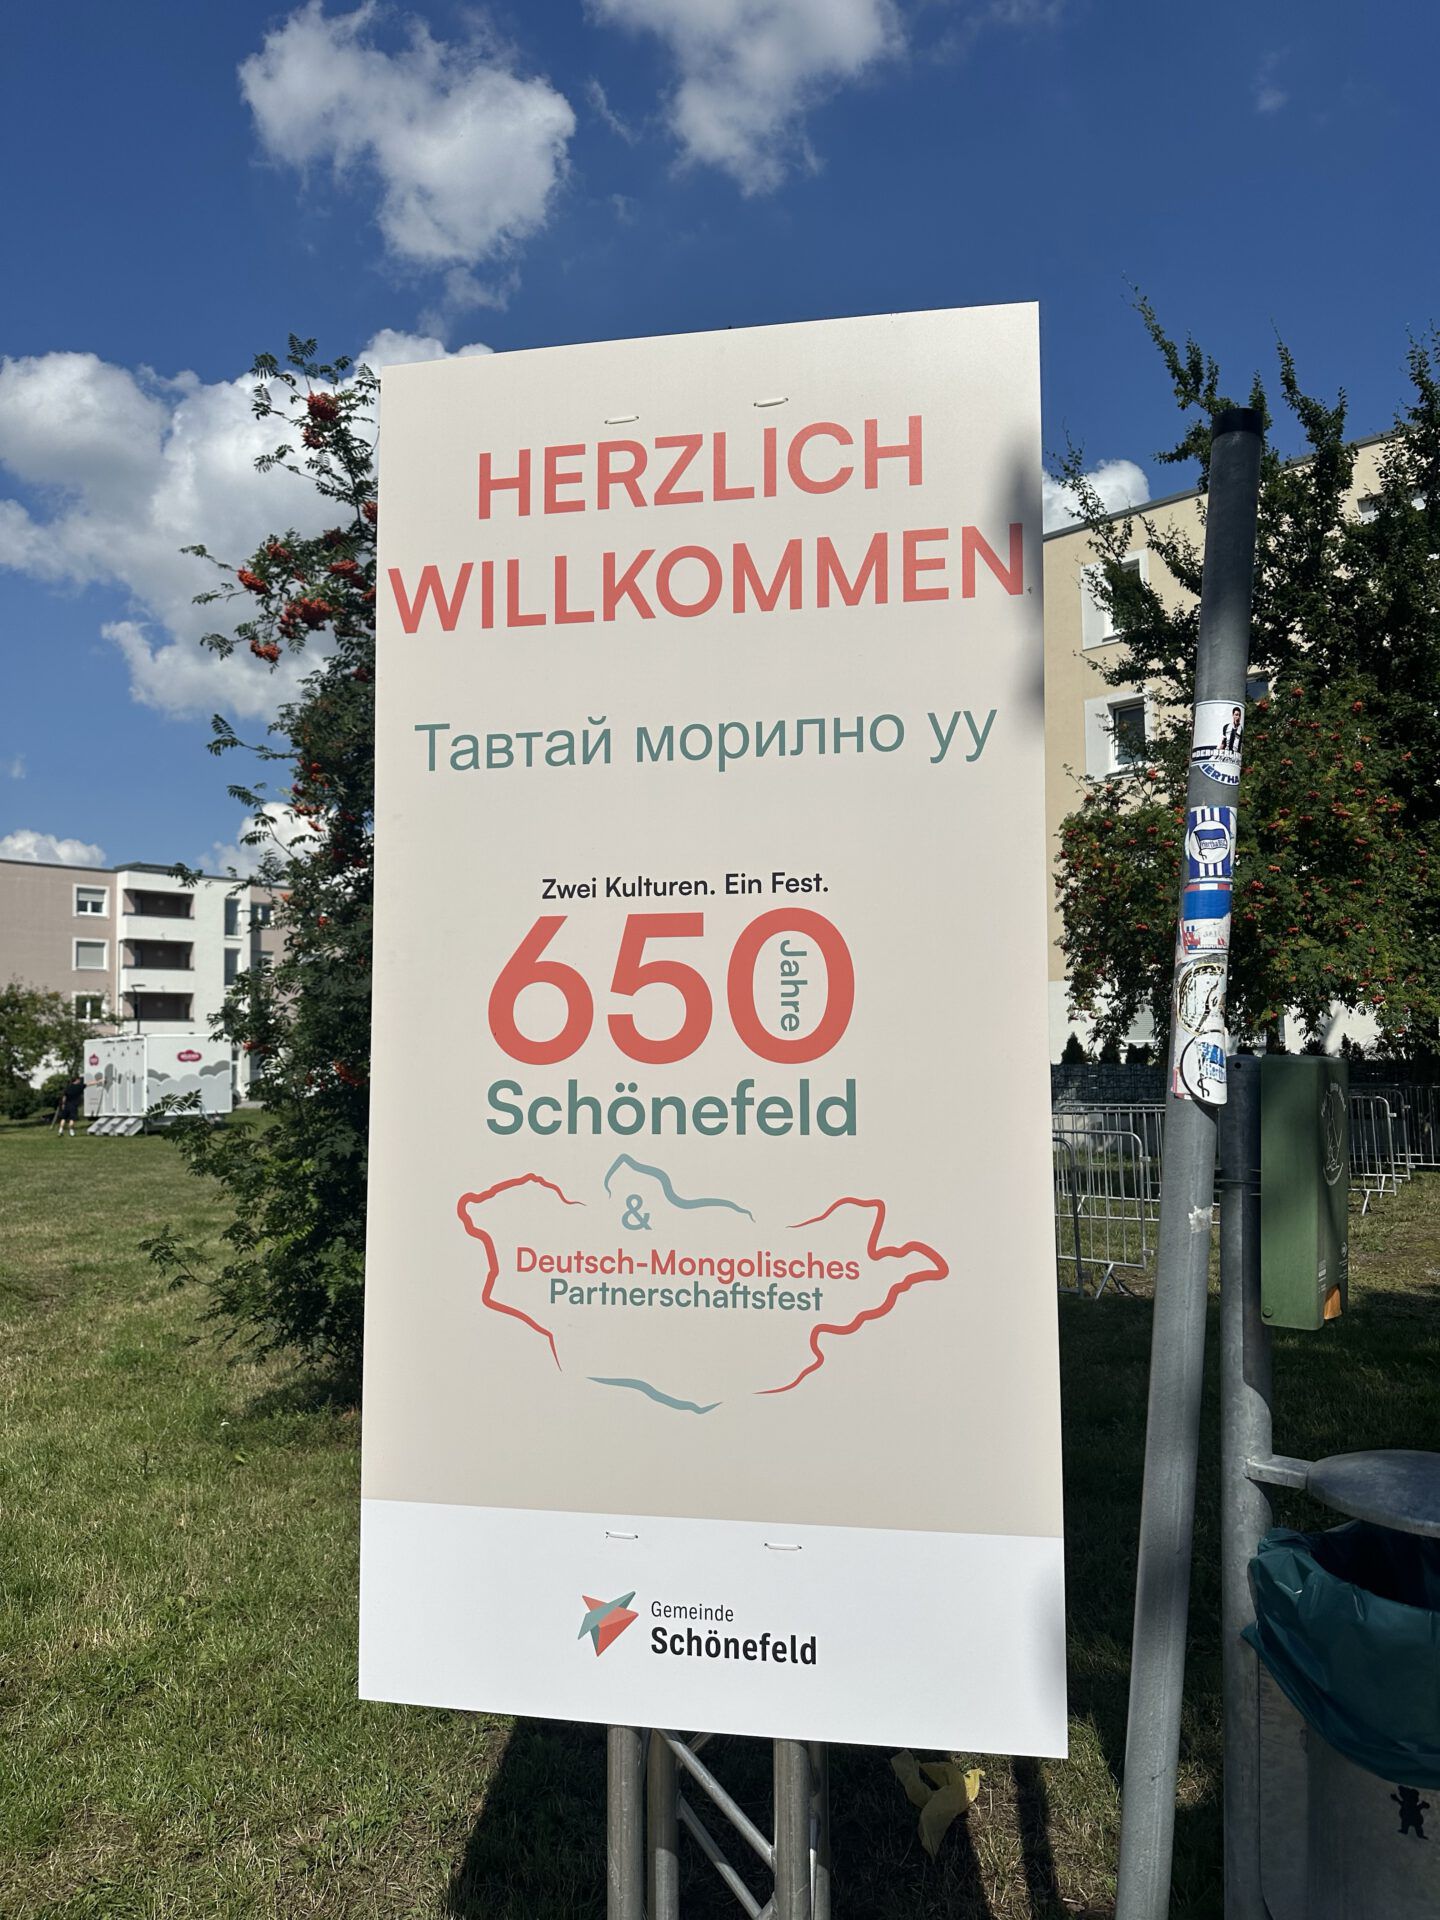 HERZLICH
WILLKOMMEN
Тавтай морилно уу
Zwei Kulturen. Ein Fest.
650
Jahre
Schönefeld
&
Deutsch-Mongolisches
Partnerschaftsfest
Gemeinde
Schönefeld